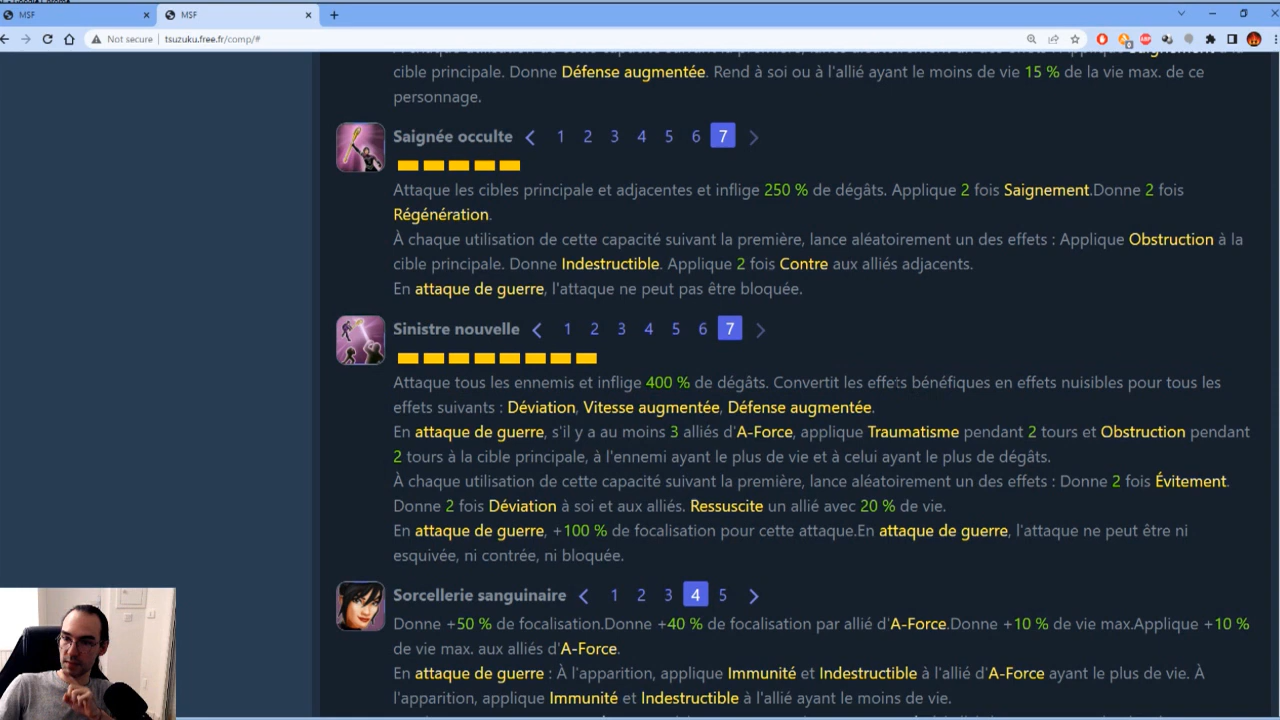 MSF
MSF
Not secure tsuzuku.free.fr/comp/#
cible principale. Donne Défense augmentée. Rend à soi ou à l'allié ayant le moins de vie 15 % de la vie max. de ce
personnage.
Saignée occulte 1 2 3 4 5 6 7
Attaque les cibles principale et adjacentes et inflige 250 % de dégâts. Applique 2 fois Saignement.Donne 2 fois
Régénération.
À chaque utilisation de cette capacité suivant la première, lance aléatoirement un des effets : Applique Obstruction à la
cible principale. Donne Indestructible. Applique 2 fois Contre aux alliés adjacents.
En attaque de guerre, l'attaque ne peut pas être bloquée.
Sinistre nouvelle 1 2 3 4 5 6 7
Attaque tous les ennemis et inflige 400 % de dégâts. Convertit les effets bénéfiques en effets nuisibles pour tous les
effets suivants : Déviation, Vitesse augmentée, Défense augmentée.
En attaque de guerre, s'il y a au moins 3 alliés d'A-Force, applique Traumatisme pendant 2 tours et Obstruction pendant
2 tours à la cible principale, à l'ennemi ayant le plus de vie et à celui ayant le plus de dégâts.
À chaque utilisation de cette capacité suivant la première, lance aléatoirement un des effets : Donne 2 fois Évitement.
Donne 2 fois Déviation à soi et aux alliés. Ressuscite un allié avec 20 % de vie.
En attaque de guerre, +100 % de focalisation pour cette attaque.En attaque de guerre, l'attaque ne peut être ni
esquivée, ni contrée, ni bloquée.
Sorcellerie sanguinaire 1 2 3 4 5
Donne +50 % de focalisation.Donne +40 % de focalisation par allié d'A-Force.Donne +10 % de vie max.Applique +10 %
de vie max. aux alliés d'A-Force.
En attaque de guerre : À l'apparition, applique Immunité et Indestructible à l'allié d'A-Force ayant le plus de vie. À
l'apparition, applique Immunité et Indestructible à l'allié ayant le moins de vie.